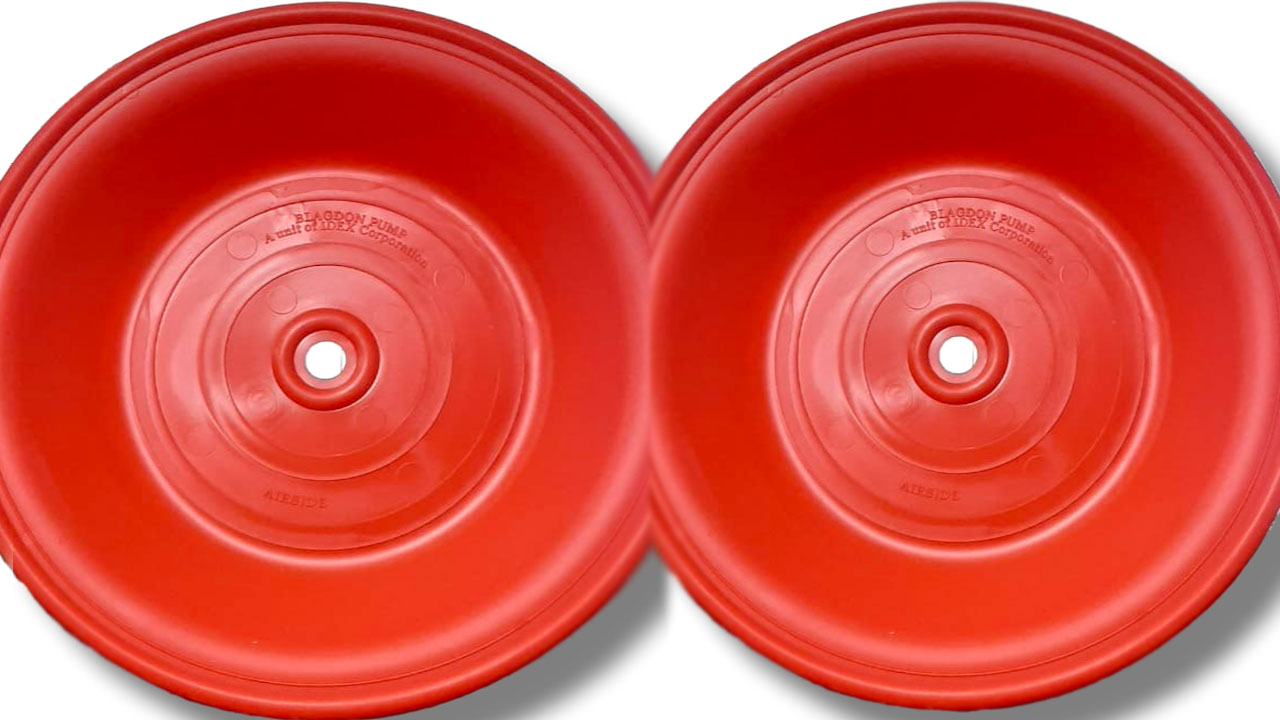 BLAGDON PUMP
A unit of IDEX Corporation
AIRSIDE
BLAGDON PUMP
A unit of IDEX Corporation
AIRSIDE